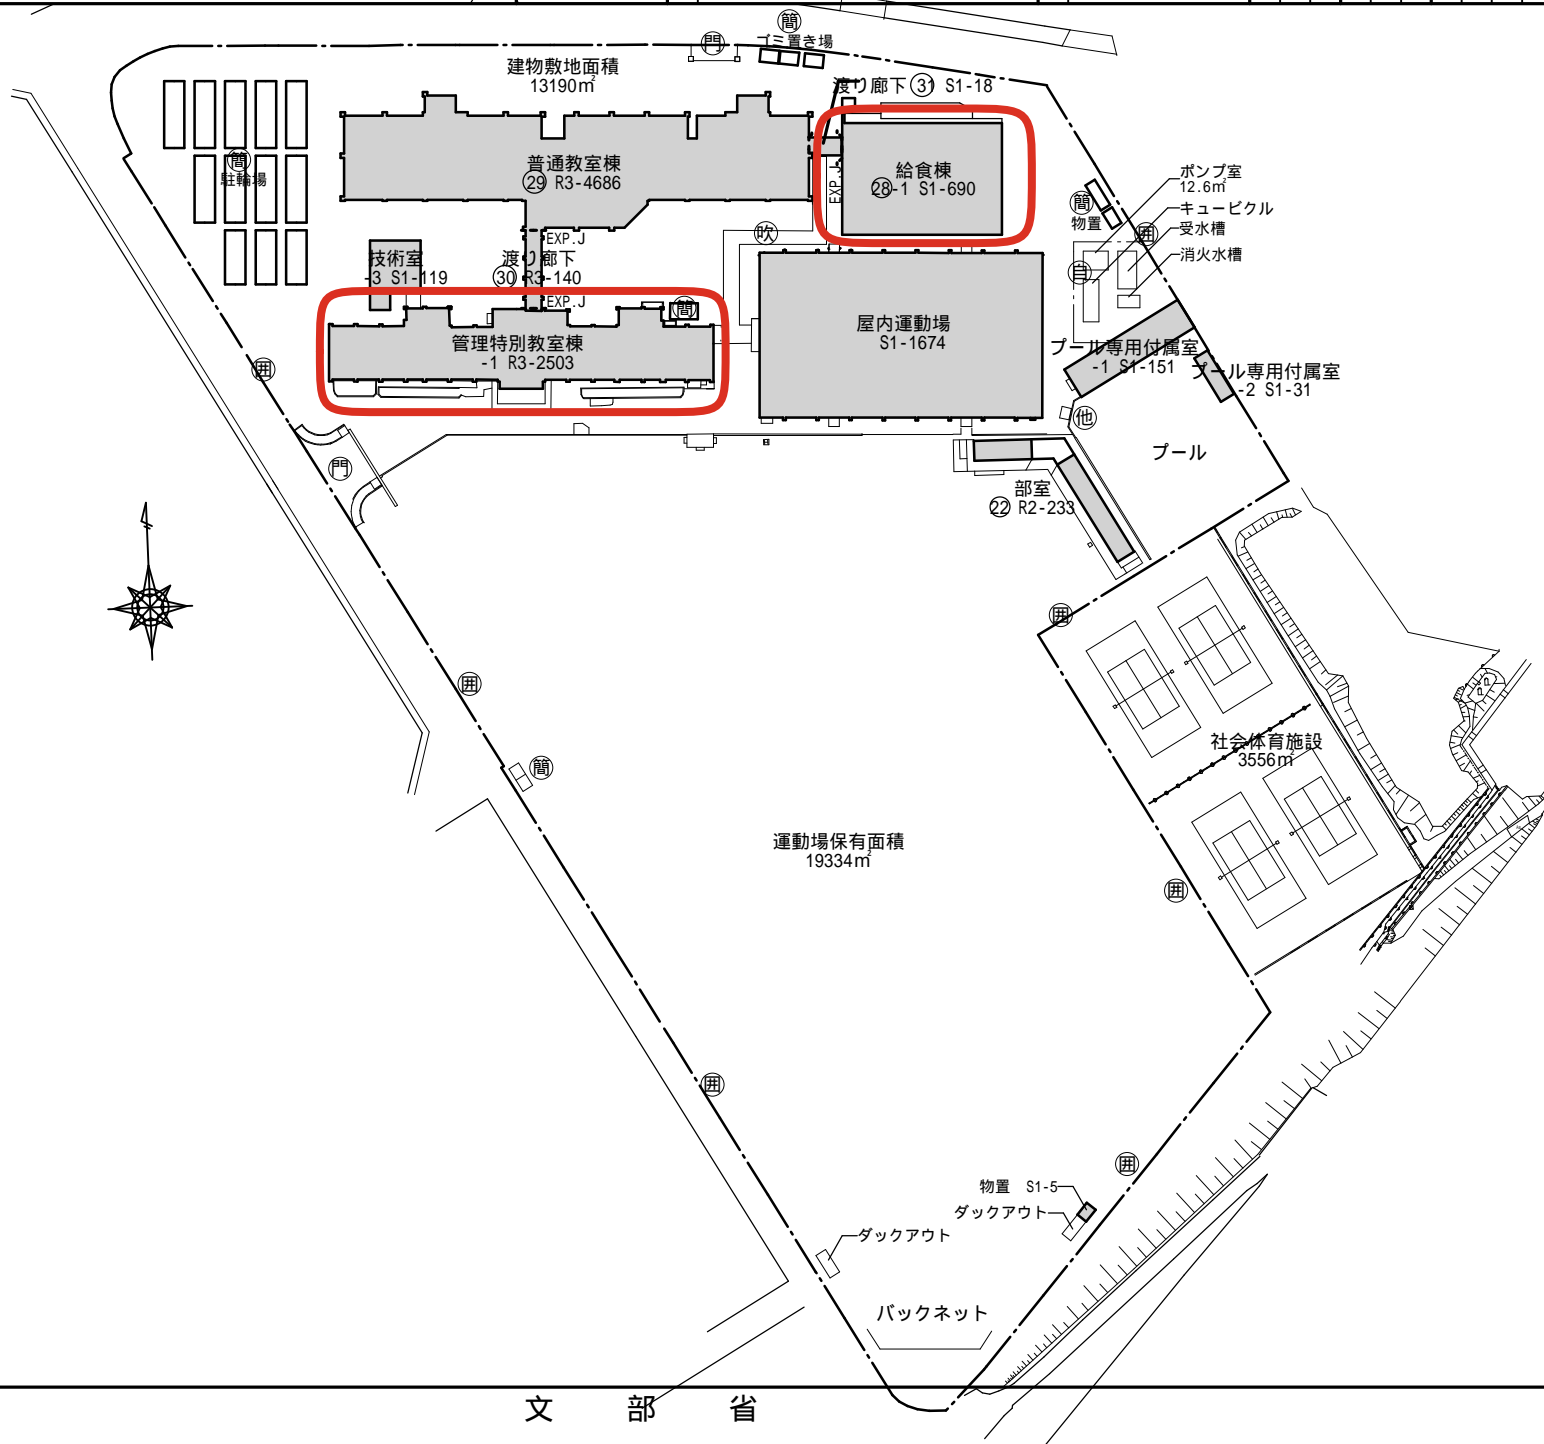 簡
門
ゴミ置き場
建物敷地面積
13190㎡
渡り廊下 ㉛ S1-18
普通教室棟
㉙ R3-4686
給食棟
㉘-1 S1-690
EXP.J
簡
駐輪場
ポンプ室
12.6㎡
キュービクル
受水槽
消火水槽
簡
物置
囲
自
吹
EXP.J
技術室
-3 S1-119
渡り廊下
㉚ R3-140
EXP.J
簡
管理特別教室棟
-1 R3-2503
屋内運動場
S1-1674
プール専用付属室
-1 S1-151
プール専用付属室
-2 S1-31
囲
他
プール
門
部室
㉒ R2-233
囲
囲
簡
社会体育施設
3556㎡
運動場保有面積
19334㎡
囲
囲
囲
物置 S1-5
ダックアウト
ダックアウト
バックネット
文 部 省